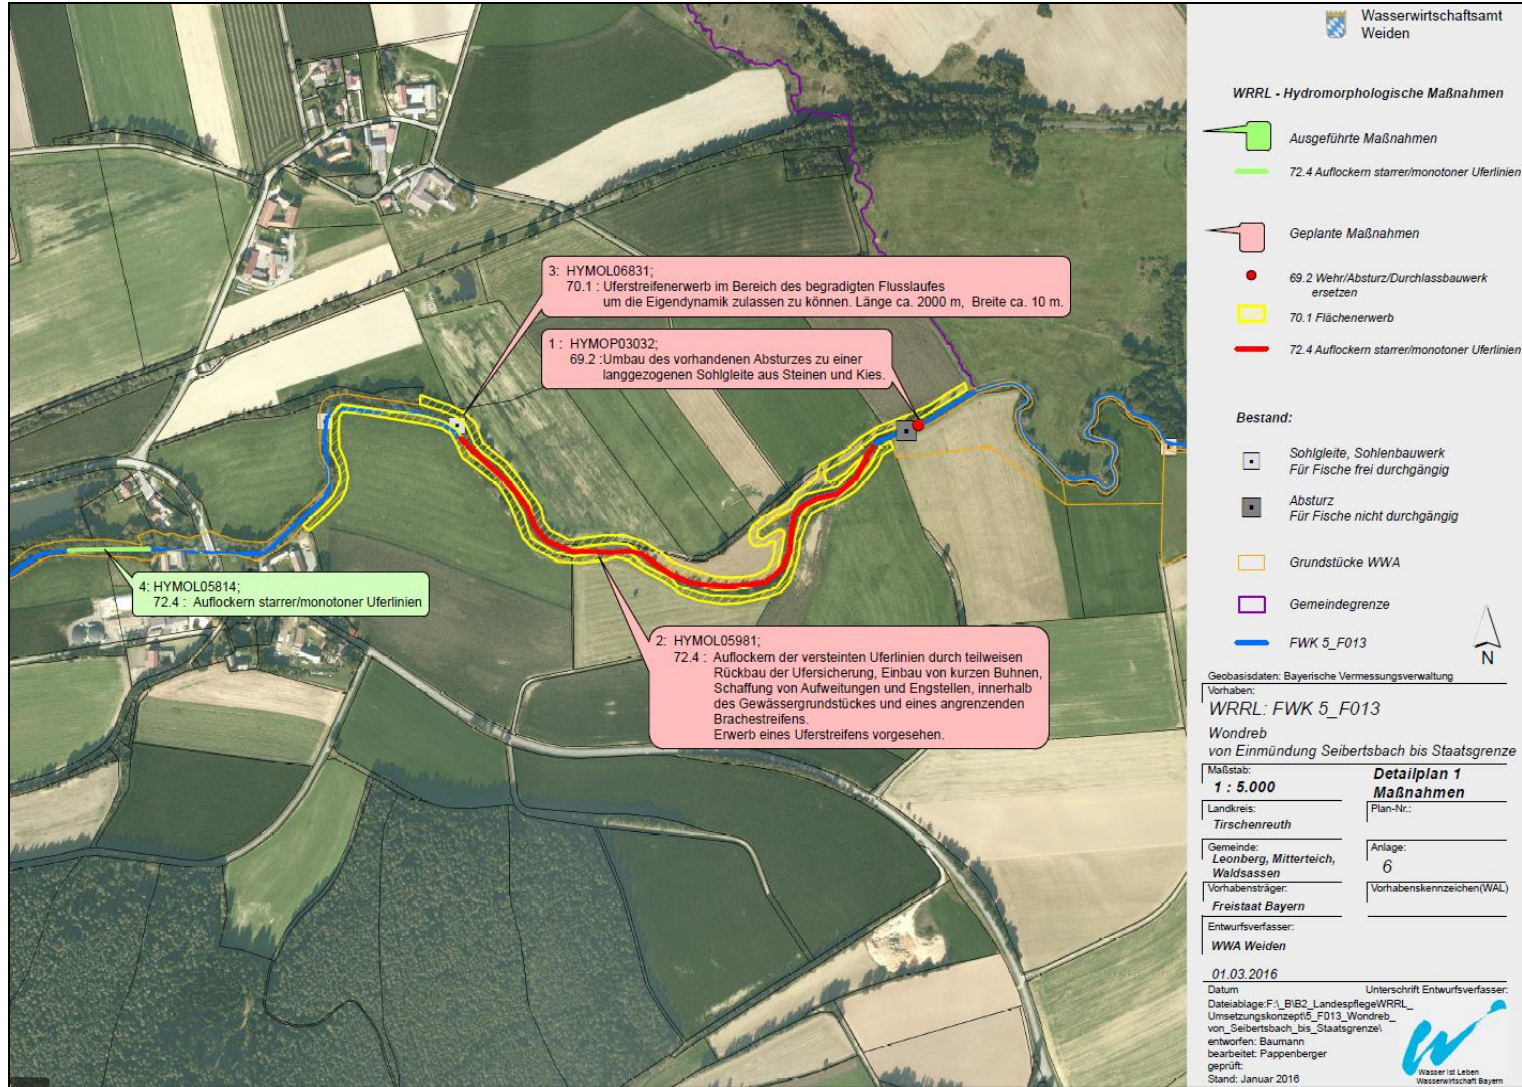 3: HYMOL06831;
70.1 : Uferstreifenerwerb im Bereich des begradigten Flusslaufes
um die Eigendynamik zulassen zu können. Länge ca. 2000 m, Breite ca. 10 m.
1 : HYMOP03032;
69.2 :Umbau des vorhandenen Absturzes zu einer
langgezogenen Sohlgleite aus Steinen und Kies.
4: HYMOL05814;
72.4 : Auflockern starrer/monotoner Uferlinien
2: HYMOL05981;
72.4 : Auflockern der versteinten Uferlinien durch teilweisen
Rückbau der Ufersicherung, Einbau von kurzen Buhnen,
Schaffung von Aufweitungen und Engstellen, innerhalb
des Gewässergrundstückes und eines angrenzenden
Brachestreifens.
Erwerb eines Uferstreifens vorgesehen.
Wasserwirtschaftsamt
Weiden
WRRL - Hydromorphologische Maßnahmen
Ausgeführte Maßnahmen
72.4 Auflockern starrer/monotoner Uferlinien
Geplante Maßnahmen
69.2 Wehr/Absturz/Durchlassbauwerk
ersetzen
70.1 Flächenerwerb
72.4 Auflockern starrer/monotoner Uferlinien
Bestand:
Sohlgleite, Sohlenbauwerk
Für Fische frei durchgängig
Absturz
Für Fische nicht durchgängig
Grundstücke WWA
Gemeindegrenze
FWK 5_F013
N
Geobasisdaten: Bayerische Vermessungsverwaltung
Vorhaben:
WRRL: FWK 5_F013
Wondreb
von Einmündung Seibertsbach bis Staatsgrenze
Maßstab:
1 : 5.000
Detailplan 1
Maßnahmen
Landkreis:
Tirschenreuth
Plan-Nr.:
Gemeinde:
Leonberg, Mitterteich,
Waldsassen
Anlage:
6
Vorhabensträger:
Freistaat Bayern
Vorhabenskennzeichen(WAL)
Entwurfsverfasser:
WWA Weiden
01.03.2016
Datum
Unterschrift Entwurfsverfasser:
Dateiablage:F:\_B\B2_LandespflegeWRRL_
Umsetzungskonzept\5_F013_Wondreb_
von_Seibertsbach_bis_Staatsgrenze\
entworfen: Baumann
bearbeitet: Pappenberger
geprüft:
Stand: Januar 2016
Wasser ist Leben
Wasserwirtschaft Bayern